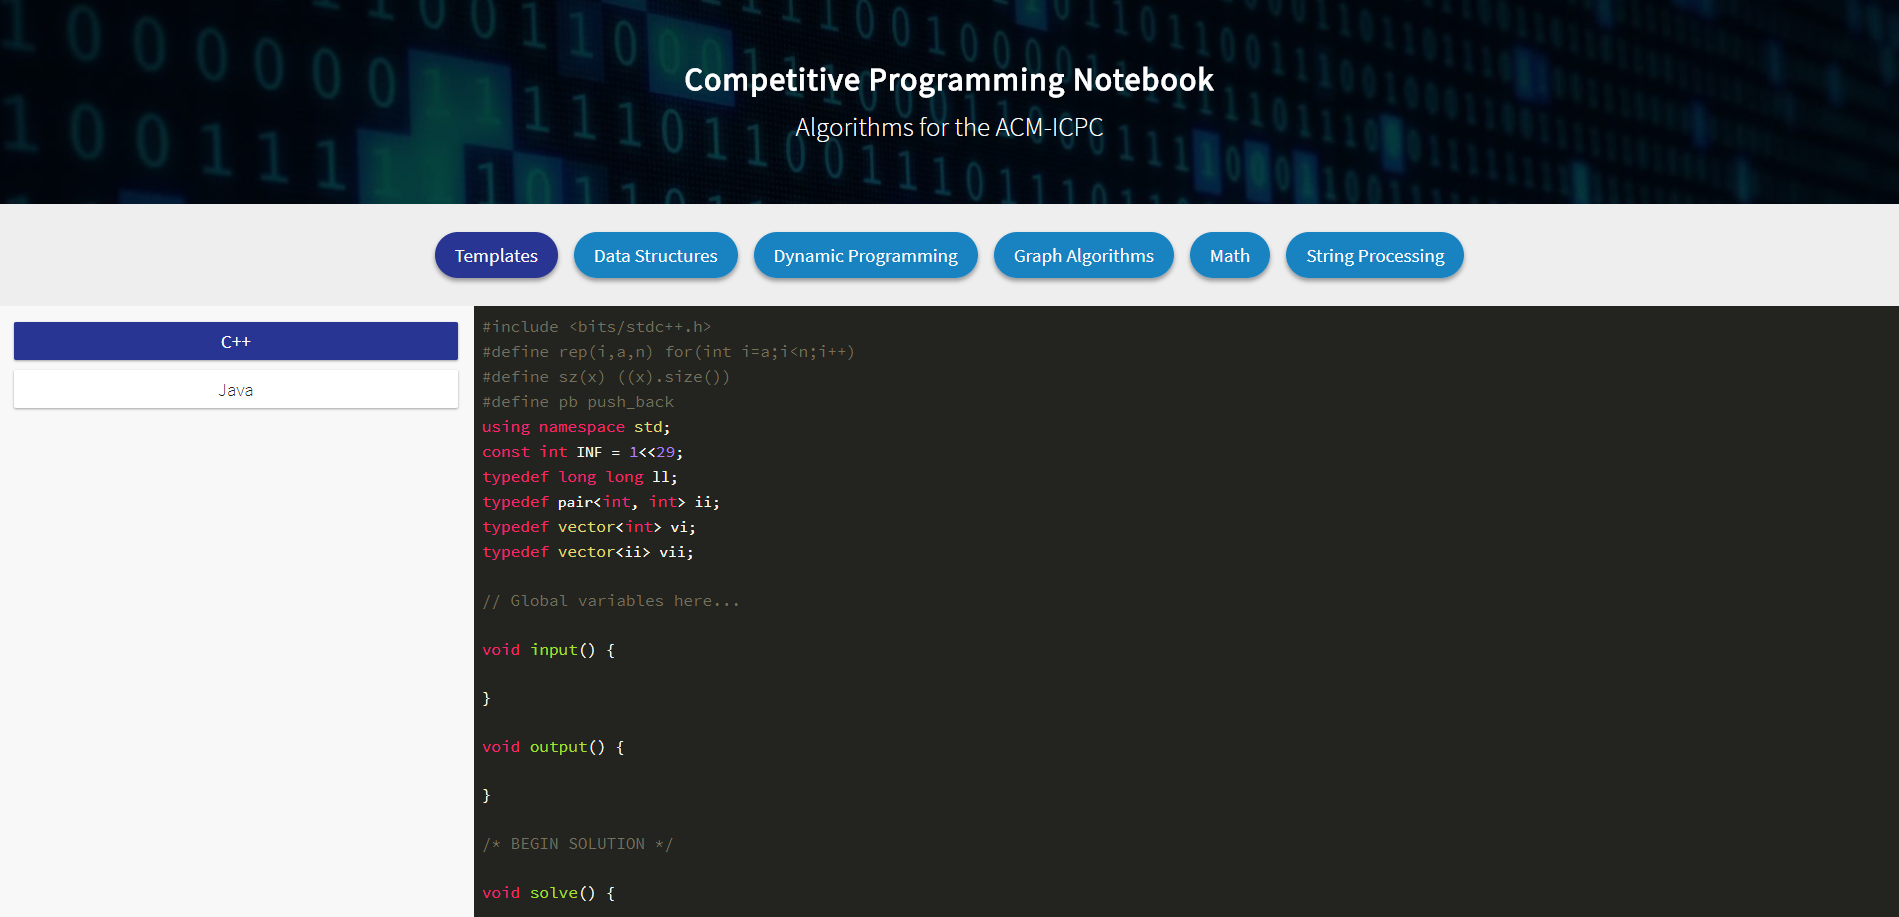 Competitive Programming Notebook
Algorithms for the ACM-ICPC
Templates
Data Structures
Dynamic Programming
Graph Algorithms
Math
String Processing
C++
Java
#include <bits/stdc++.h>
#define rep(i,a,n) for(int i=a;i<n;i++)
#define sz(x) ((x).size())
#define pb push_back
using namespace std;
const int INF = 1<<29;
typedef long long ll;
typedef pair<int, int> ii;
typedef vector<int> vi;
typedef vector<ii> vii;
// Global variables here...
void input() {
}
void output() {
}
/* BEGIN SOLUTION */
void solve() {